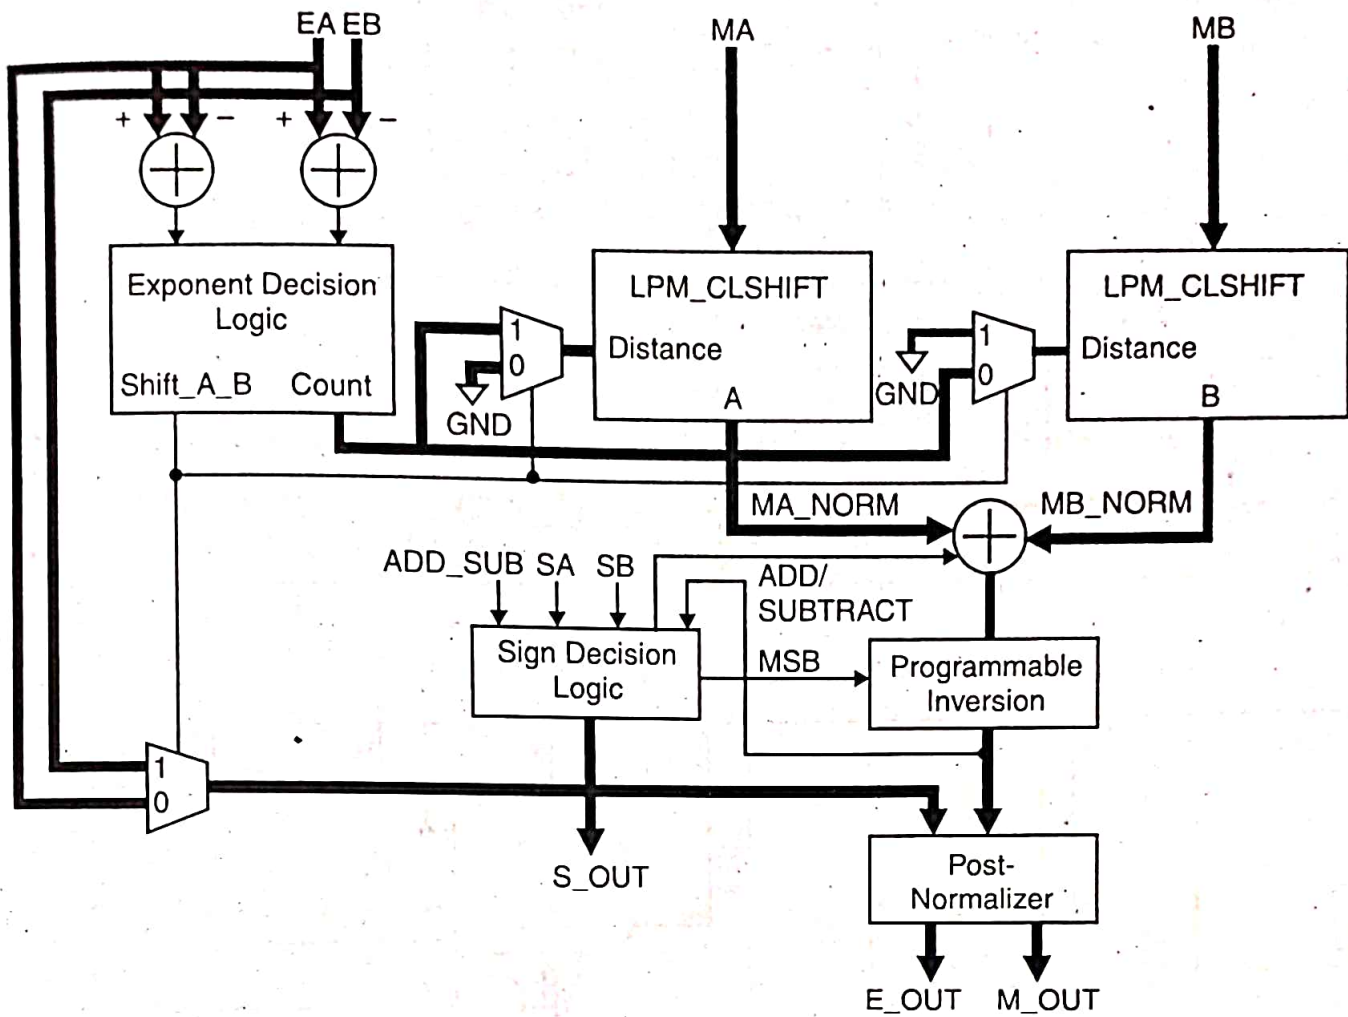 EA EB
MA
MB
+ − + −
Exponent Decision
Logic
Shift_A_B Count
1
0
GND
LPM_CLSHIFT
Distance
A
1
0
GND
LPM_CLSHIFT
Distance
B
MA_NORM
MB_NORM
ADD_SUB SA SB
ADD/
SUBTRACT
Sign Decision
Logic
MSB
Programmable
Inversion
1
0
S_OUT
Post-
Normalizer
E_OUT M_OUT